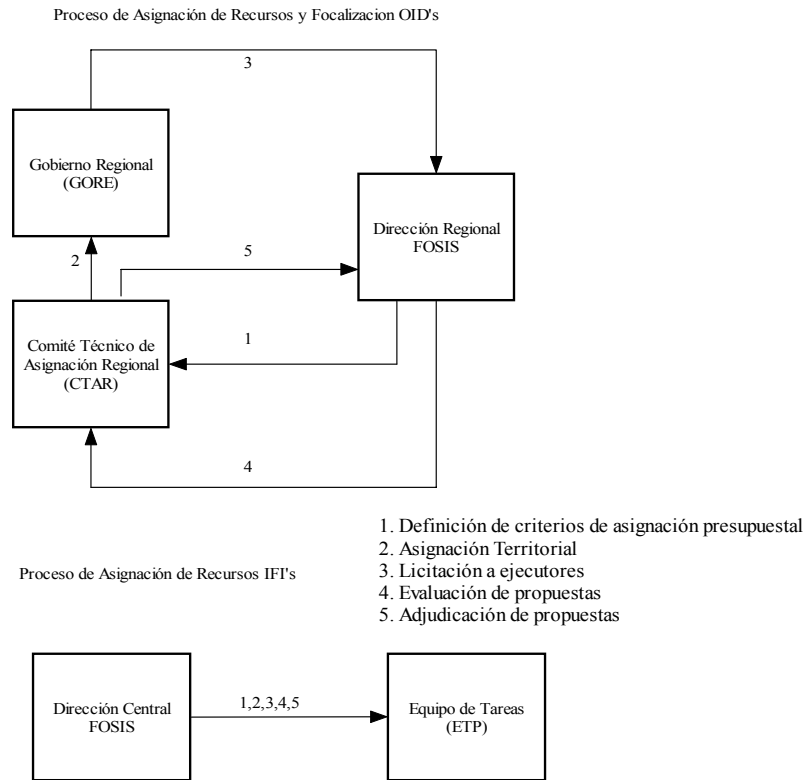 Proceso de Asignación de Recursos y Focalizacion OID's
3
Gobierno Regional
(GORE)
Dirección Regional
FOSIS
2
5
Comité Técnico de
Asignación Regional
(CTAR)
1
4
1. Definición de criterios de asignación presupuestal
2. Asignación Territorial
3. Licitación a ejecutores
4. Evaluación de propuestas
5. Adjudicación de propuestas
Proceso de Asignación de Recursos IFI's
Dirección Central
FOSIS
1,2,3,4,5
Equipo de Tareas
(ETP)